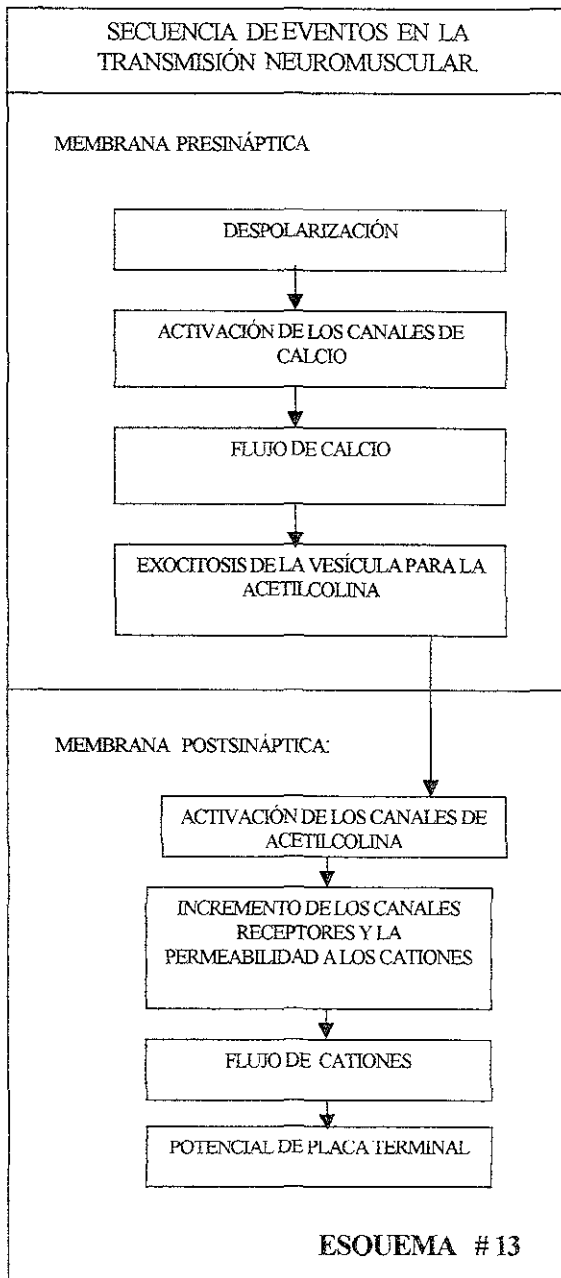 SECUENCIA DE EVENTOS EN LA
TRANSMISIÓN NEUROMUSCULAR.
MEMBRANA PRESINÁPTICA
DESPOLARIZACIÓN
ACTIVACIÓN DE LOS CANALES DE
CALCIO
FLUJO DE CALCIO
EXOCITOSIS DE LA VESÍCULA PARA LA
ACETILCOLINA
MEMBRANA POSTSINÁPTICA:
ACTIVACIÓN DE LOS CANALES DE
ACETILCOLINA
INCREMENTO DE LOS CANALES
RECEPTORES Y LA
PERMEABILIDAD A LOS CATIONES
FLUJO DE CATIONES
POTENCIAL DE PLACA TERMINAL
ESQUEMA # 13